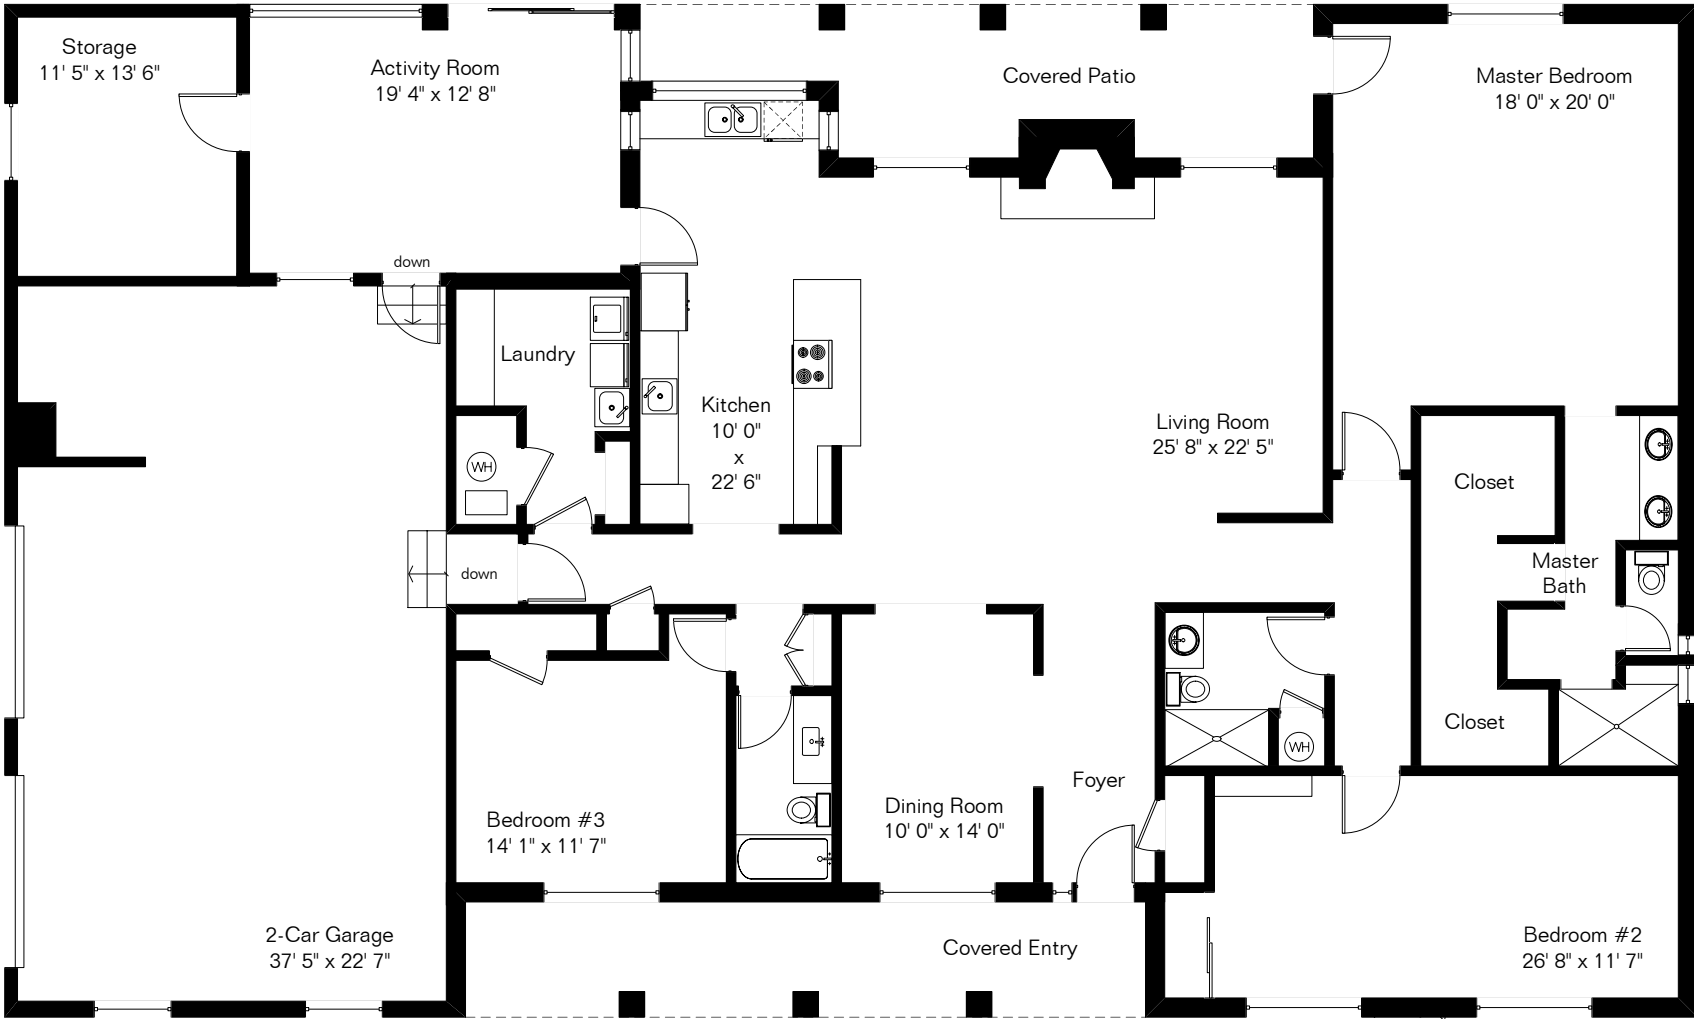 Storage
11' 5" x 13' 6"
Activity Room
19' 4" x 12' 8"
Covered Patio
Master Bedroom
18' 0" x 20' 0"
down
Laundry
Kitchen
10' 0"
x
22' 6"
Living Room
25' 8" x 22' 5"
WH
Closet
down
Master
Bath
Closet
WH
Foyer
Bedroom #3
14' 1" x 11' 7"
Dining Room
10' 0" x 14' 0"
2-Car Garage
37' 5" x 22' 7"
Covered Entry
Bedroom #2
26' 8" x 11' 7"